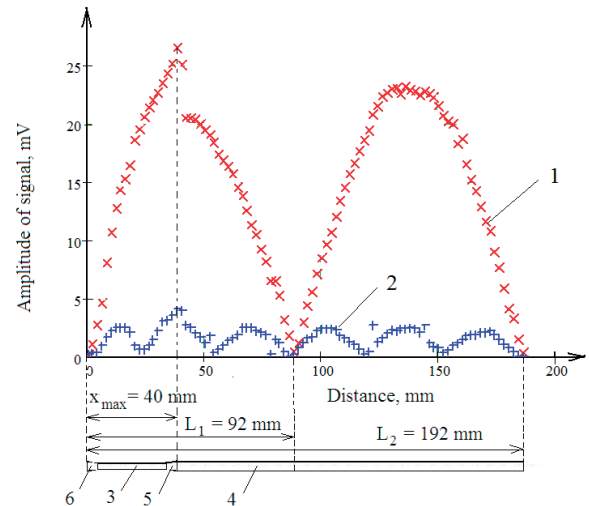 25
20
15
10
5
0
Amplitude of signal, mV
1
2
0 50 100 150 200
x_max = 40 mm
Distance, mm
L_1 = 92 mm
L_2 = 192 mm
6 3 5 4